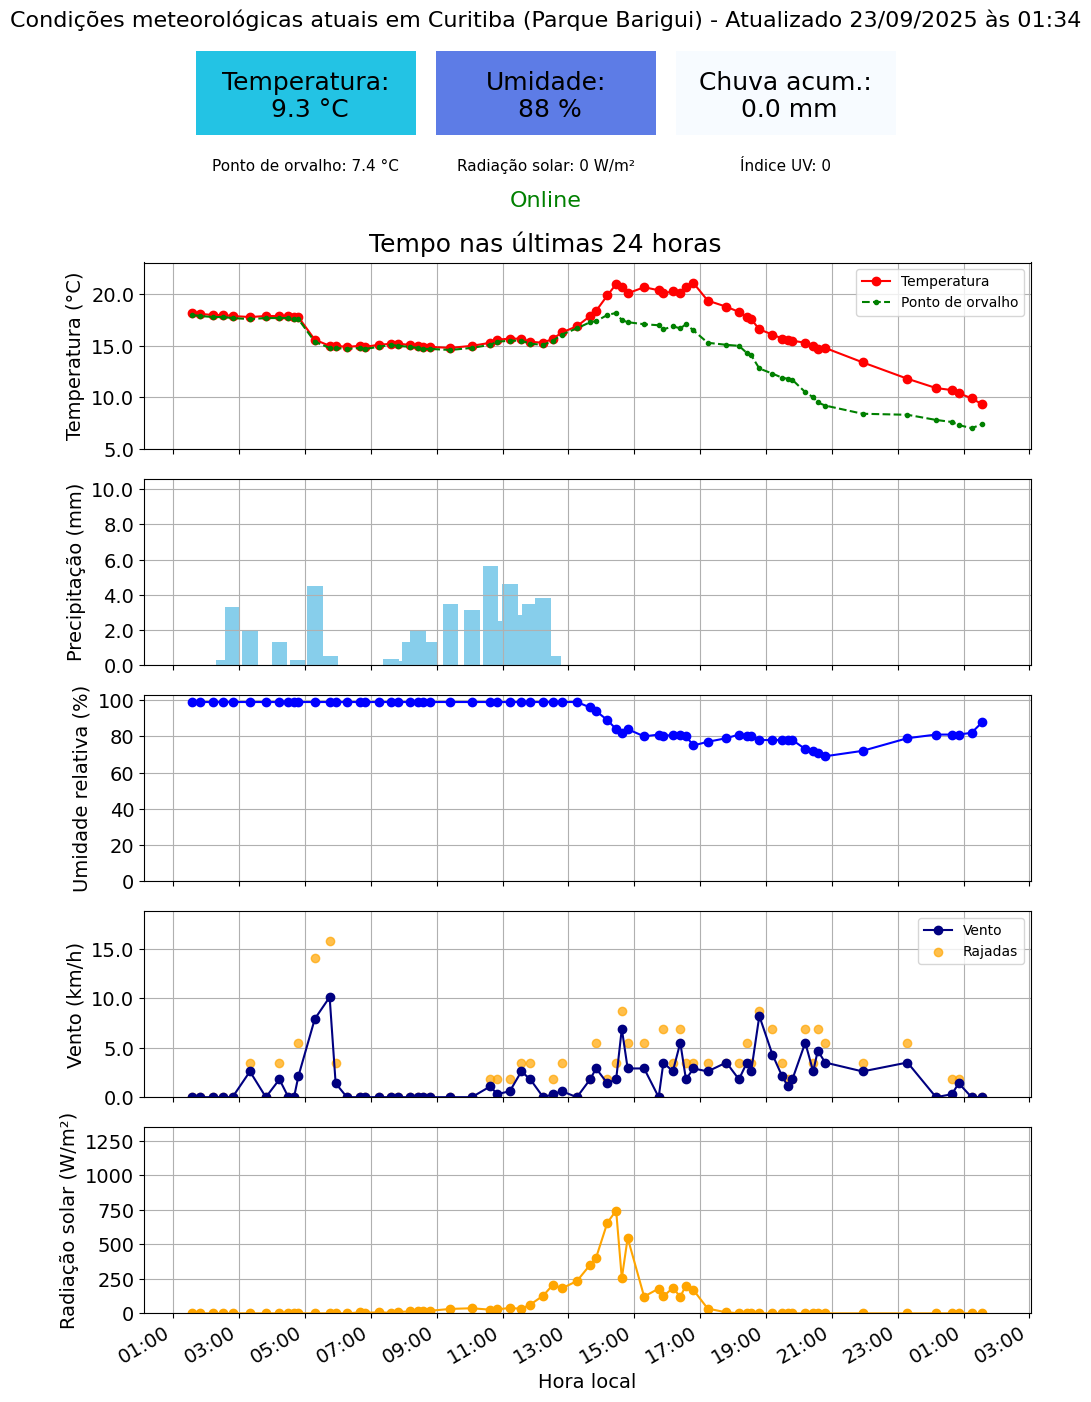 Condições meteorológicas atuais em Curitiba (Parque Barigui) - Atualizado 23/09/2025 às 01:34
Temperatura:
9.3 °C
Umidade:
88 %
Chuva acum.:
0.0 mm
Ponto de orvalho: 7.4 °C
Radiação solar: 0 W/m²
Índice UV: 0
Online
Tempo nas últimas 24 horas
Temperatura (°C)
20.0
15.0
10.0
5.0
Temperatura
Ponto de orvalho
Precipitação (mm)
10.0
8.0
6.0
4.0
2.0
0.0
Umidade relativa (%)
100
80
60
40
20
0
Vento (km/h)
15.0
10.0
5.0
0.0
Vento
Rajadas
Radiação solar (W/m²)
1250
1000
750
500
250
0
01:00
03:00
05:00
07:00
09:00
11:00
13:00
15:00
17:00
19:00
21:00
23:00
01:00
03:00
Hora local